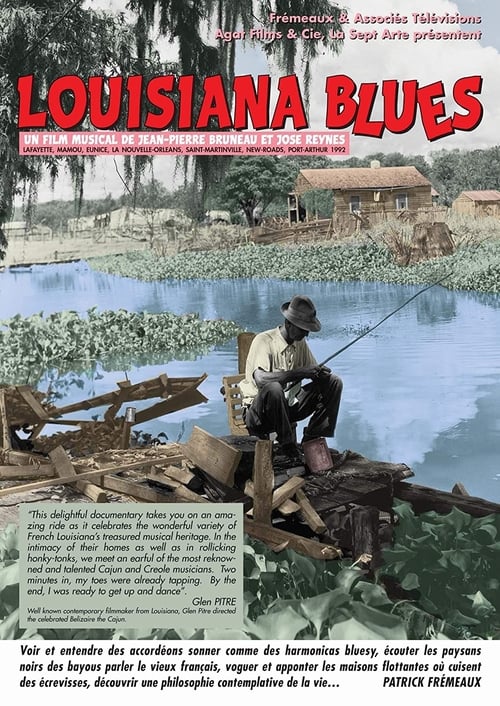 Frémeaux & Associés Télévisions
Agat Films & Cie, La Sept Arte présentent
LOUISIANA BLUES
UN FILM MUSICAL DE JEAN-PIERRE BRUNEAU ET JOSE REYNES
LAFAYETTE, MAMOU, EUNICE, LA NOUVELLE-ORLEANS, SAINT-MARTINVILLE, NEW-ROADS, PORT-ARTHUR 1992
"This delightful documentary takes you on an ama-
zing ride as it celebrates the wonderful variety of
French Louisiana's treasured musical heritage. In the
intimacy of their homes as well as in rollicking
honky-tonks, we meet an earful of the most reknow-
ned and talented Cajun and Creole musicians. Two
minutes in, my toes were already tapping. By the
end, I was ready to get up and dance".
Glen PITRE
Well known contemporary filmmaker from Louisiana, Glen Pitre directed
the celebrated Belizaire the Cajun.
Voir et entendre des accordéons sonner comme des harmonicas bluesy, écouter les paysans
noirs des bayous parler le vieux français, voguer et apponter les maisons flottantes où cuisent
des écrevisses, découvrir une philosophie contemplative de la vie... PATRICK FRÉMEAUX